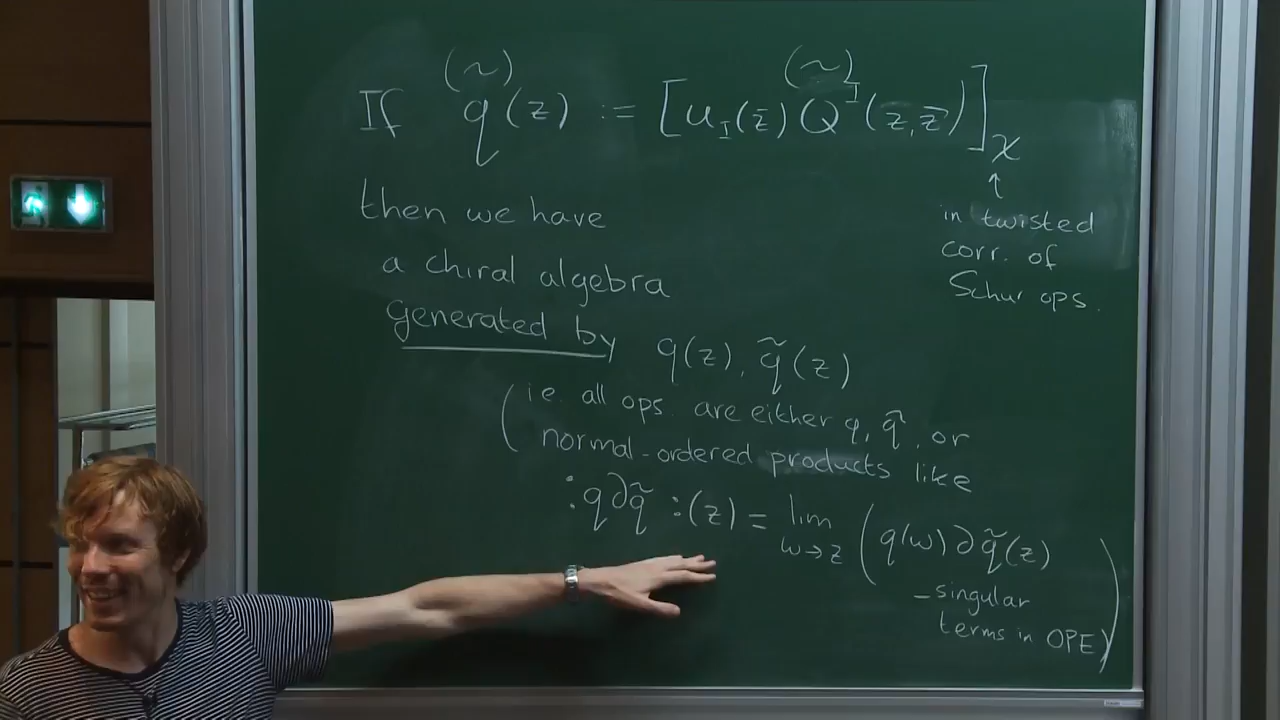 (~) (~)
If q(z) := [u_I(z̄) Q^I(z, z̄)]_χ
↑
in twisted
corr. of
Schur ops.
then we have
a chiral algebra
generated by q(z), q̃(z)
(i.e. all ops. are either q, q̃, or
normal-ordered products like
:q∂q̃:(z) = lim_{w→z} (q(w)∂q̃(z)
- singular
terms in OPE))